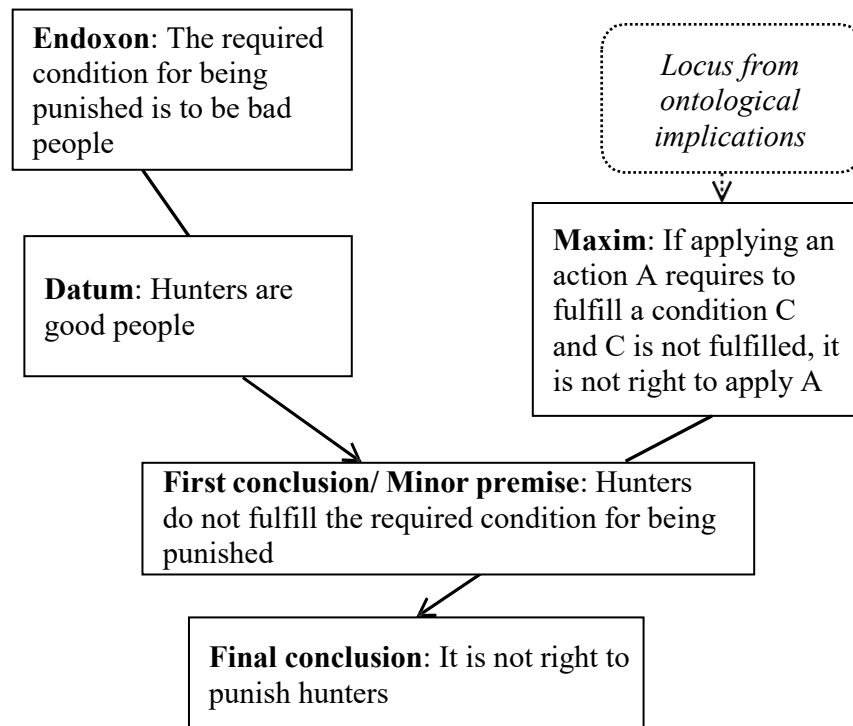 Endoxon: The required
condition for being
punished is to be bad
people
Locus from
ontological
implications
Datum: Hunters are
good people
Maxim: If applying an
action A requires to
fulfill a condition C
and C is not fulfilled, it
is not right to apply A
First conclusion/ Minor premise: Hunters
do not fulfill the required condition for being
punished
Final conclusion: It is not right to
punish hunters